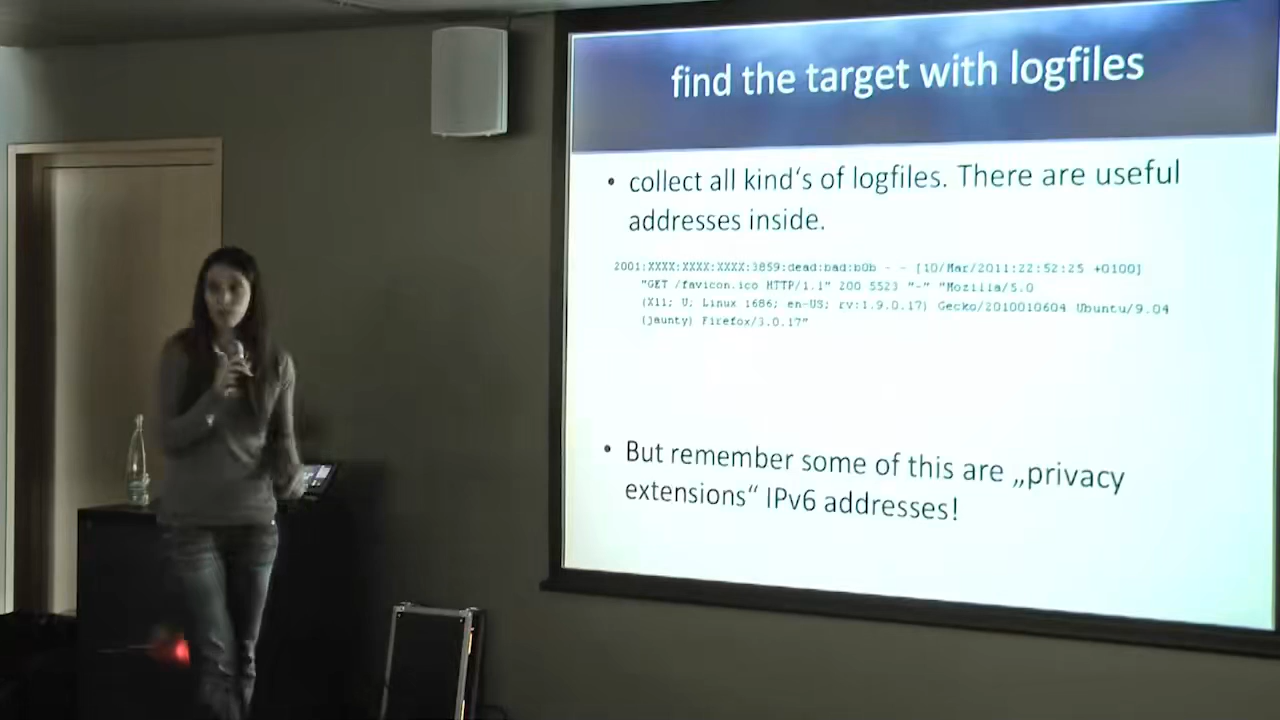 find the target with logfiles
• collect all kind‘s of logfiles. There are useful
addresses inside.
2001:XXXX:XXXX:XXXX:3859:dead:bad:b0b - - [10/Mar/2011:22:52:25 +0100]
"GET /favicon.ico HTTP/1.1" 200 5523 "-" "Mozilla/5.0
(X11; U; Linux i686; en-US; rv:1.9.0.17) Gecko/2010010604 Ubuntu/9.04
(jaunty) Firefox/3.0.17"
• But remember some of this are „privacy
extensions“ IPv6 addresses!